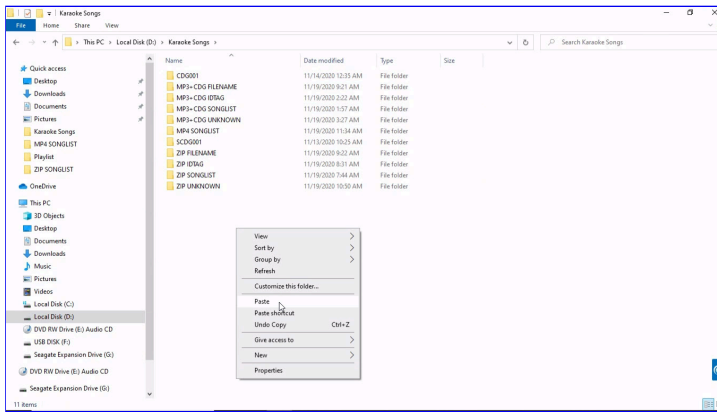 Karaoke Songs
File Home Share View
This PC > Local Disk (D:) > Karaoke Songs >
Search Karaoke Songs
Quick access
Desktop
Downloads
Documents
Pictures
Karaoke Songs
MP4 SONGLIST
Playlist
ZIP SONGLIST
OneDrive
This PC
3D Objects
Desktop
Documents
Downloads
Music
Pictures
Videos
Local Disk (C:)
Local Disk (D:)
DVD RW Drive (E:) Audio CD
USB DISK (F:)
Seagate Expansion Drive (G:)
DVD RW Drive (E:) Audio CD
Seagate Expansion Drive (G:)
Name Date modified Type Size
CDG001 11/14/2020 12:35 AM File folder
MP3+CDG FILENAME 11/19/2020 9:21 AM File folder
MP3+CDG IDTAG 11/19/2020 2:22 AM File folder
MP3+CDG SONGLIST 11/19/2020 1:57 AM File folder
MP3+CDG UNKNOWN 11/19/2020 3:27 AM File folder
MP4 SONGLIST 11/19/2020 11:34 AM File folder
SCDG001 11/13/2020 10:25 AM File folder
ZIP FILENAME 11/19/2020 9:22 AM File folder
ZIP IDTAG 11/19/2020 8:31 AM File folder
ZIP SONGLIST 11/19/2020 7:44 AM File folder
ZIP UNKNOWN 11/19/2020 10:50 AM File folder
View
Sort by
Group by
Refresh
Customize this folder...
Paste
Paste shortcut
Undo Copy Ctrl+Z
Give access to
New
Properties
11 items